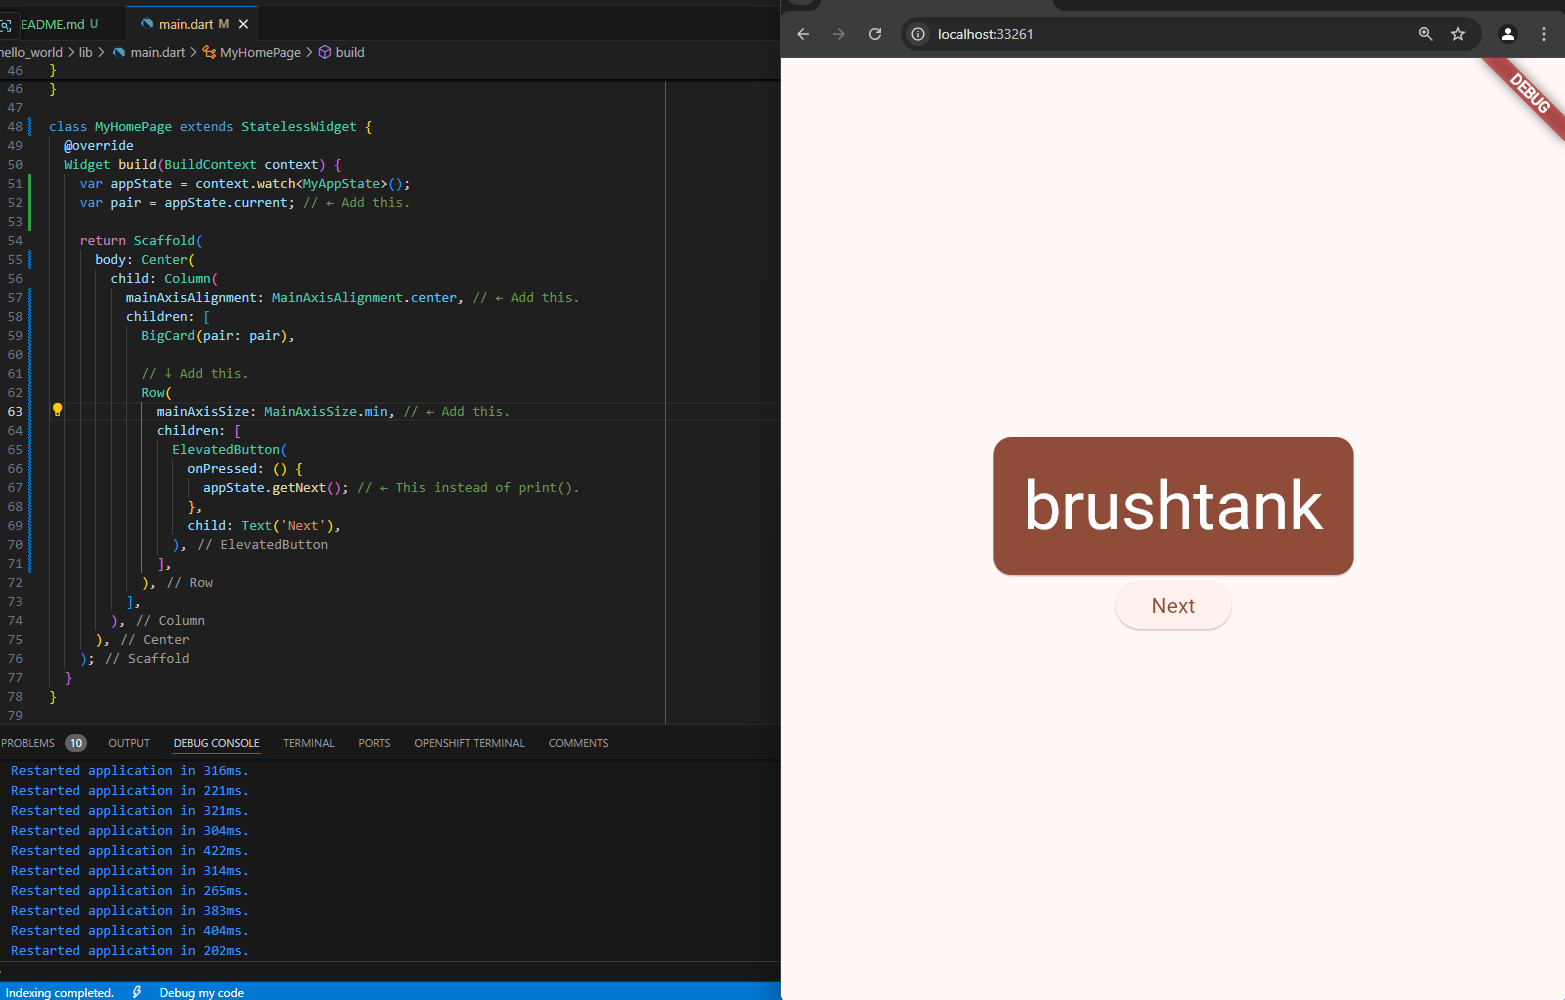 EADME.md U
main.dart M
hello_world > lib > main.dart > MyHomePage > build
46 }
46 }
47
48 class MyHomePage extends StatelessWidget {
49 @override
50 Widget build(BuildContext context) {
51 var appState = context.watch<MyAppState>();
52 var pair = appState.current; // ← Add this.
53
54 return Scaffold(
55 body: Center(
56 child: Column(
57 mainAxisAlignment: MainAxisAlignment.center, // ← Add this.
58 children: [
59 BigCard(pair: pair),
60
61 // ↓ Add this.
62 Row(
63 mainAxisSize: MainAxisSize.min, // ← Add this.
64 children: [
65 ElevatedButton(
66 onPressed: () {
67 appState.getNext(); // ← This instead of print().
68 },
69 child: Text('Next'),
70 ), // ElevatedButton
71 ],
72 ), // Row
73 ],
74 ), // Column
75 ), // Center
76 ); // Scaffold
77 }
78 }
79
PROBLEMS 10 OUTPUT DEBUG CONSOLE TERMINAL PORTS OPENSHIFT TERMINAL COMMENTS
Restarted application in 316ms.
Restarted application in 221ms.
Restarted application in 321ms.
Restarted application in 304ms.
Restarted application in 422ms.
Restarted application in 314ms.
Restarted application in 265ms.
Restarted application in 383ms.
Restarted application in 404ms.
Restarted application in 202ms.
Indexing completed. Debug my code
localhost:33261
DEBUG
brushtank
Next